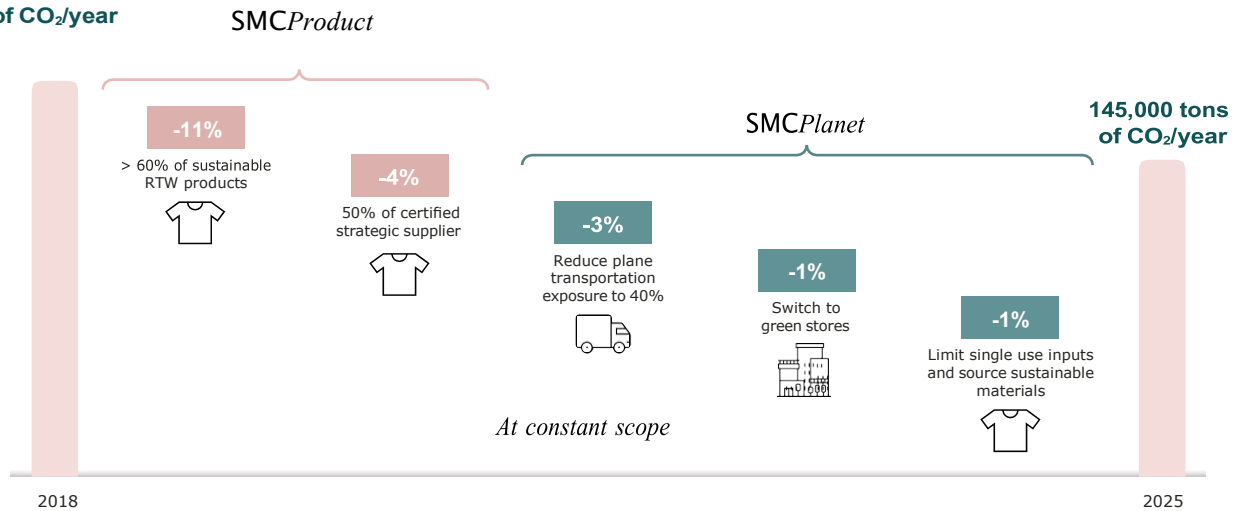 of CO₂/year
SMCProduct
-11%
> 60% of sustainable
RTW products
-4%
50% of certified
strategic supplier
SMCPlanet
-3%
Reduce plane
transportation
exposure to 40%
-1%
Switch to
green stores
-1%
Limit single use inputs
and source sustainable
materials
145,000 tons
of CO₂/year
At constant scope
2018
2025